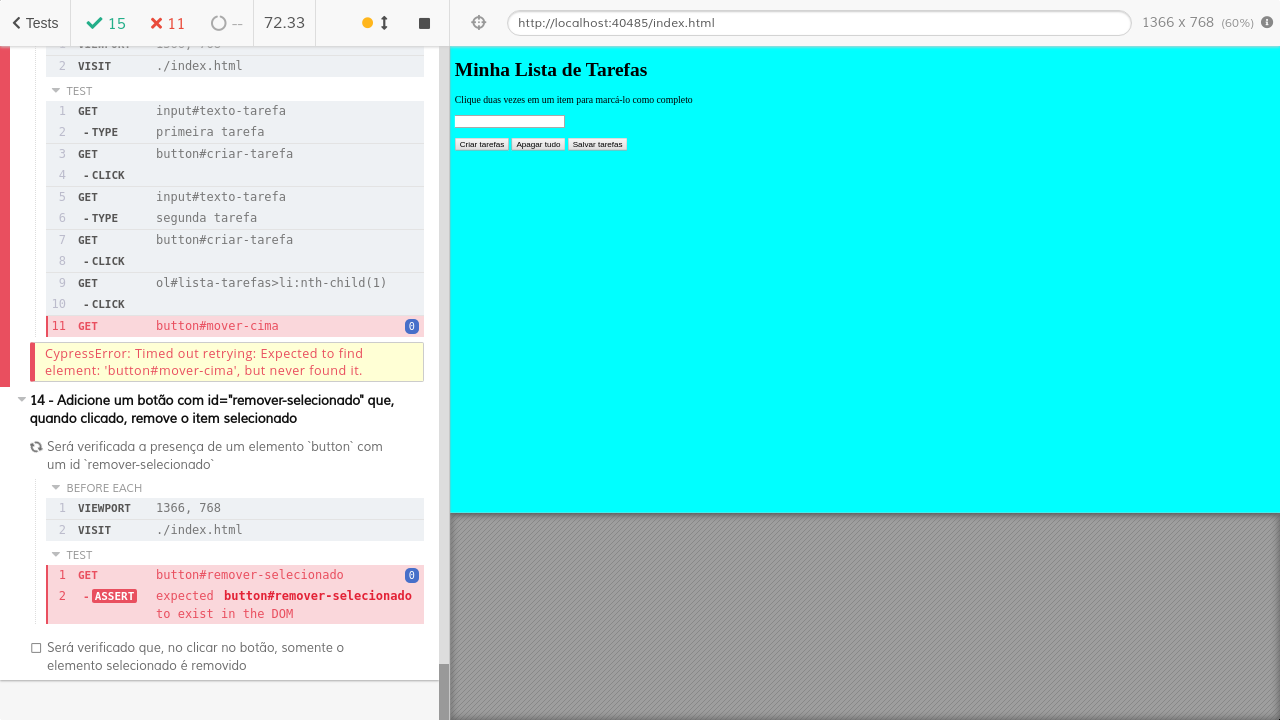 Tests 15 11 -- 72.33 http://localhost:40485/index.html 1366 x 768 (60%)
1 VIEWPORT 1366, 768
2 VISIT ./index.html
TEST
1 GET input#texto-tarefa
2 -TYPE primeira tarefa
3 GET button#criar-tarefa
4 -CLICK
5 GET input#texto-tarefa
6 -TYPE segunda tarefa
7 GET button#criar-tarefa
8 -CLICK
9 GET ol#lista-tarefas>li:nth-child(1)
10 -CLICK
11 GET button#mover-cima 0
CypressError: Timed out retrying: Expected to find
element: 'button#mover-cima', but never found it.
14 - Adicione um botão com id="remover-selecionado" que,
quando clicado, remove o item selecionado
Será verificada a presença de um elemento `button` com
um id `remover-selecionado`
BEFORE EACH
1 VIEWPORT 1366, 768
2 VISIT ./index.html
TEST
1 GET button#remover-selecionado 0
2 -ASSERT expected button#remover-selecionado
to exist in the DOM
Será verificado que, no clicar no botão, somente o
elemento selecionado é removido
Minha Lista de Tarefas
Clique duas vezes em um item para marcá-lo como completo
Criar tarefas Apagar tudo Salvar tarefas